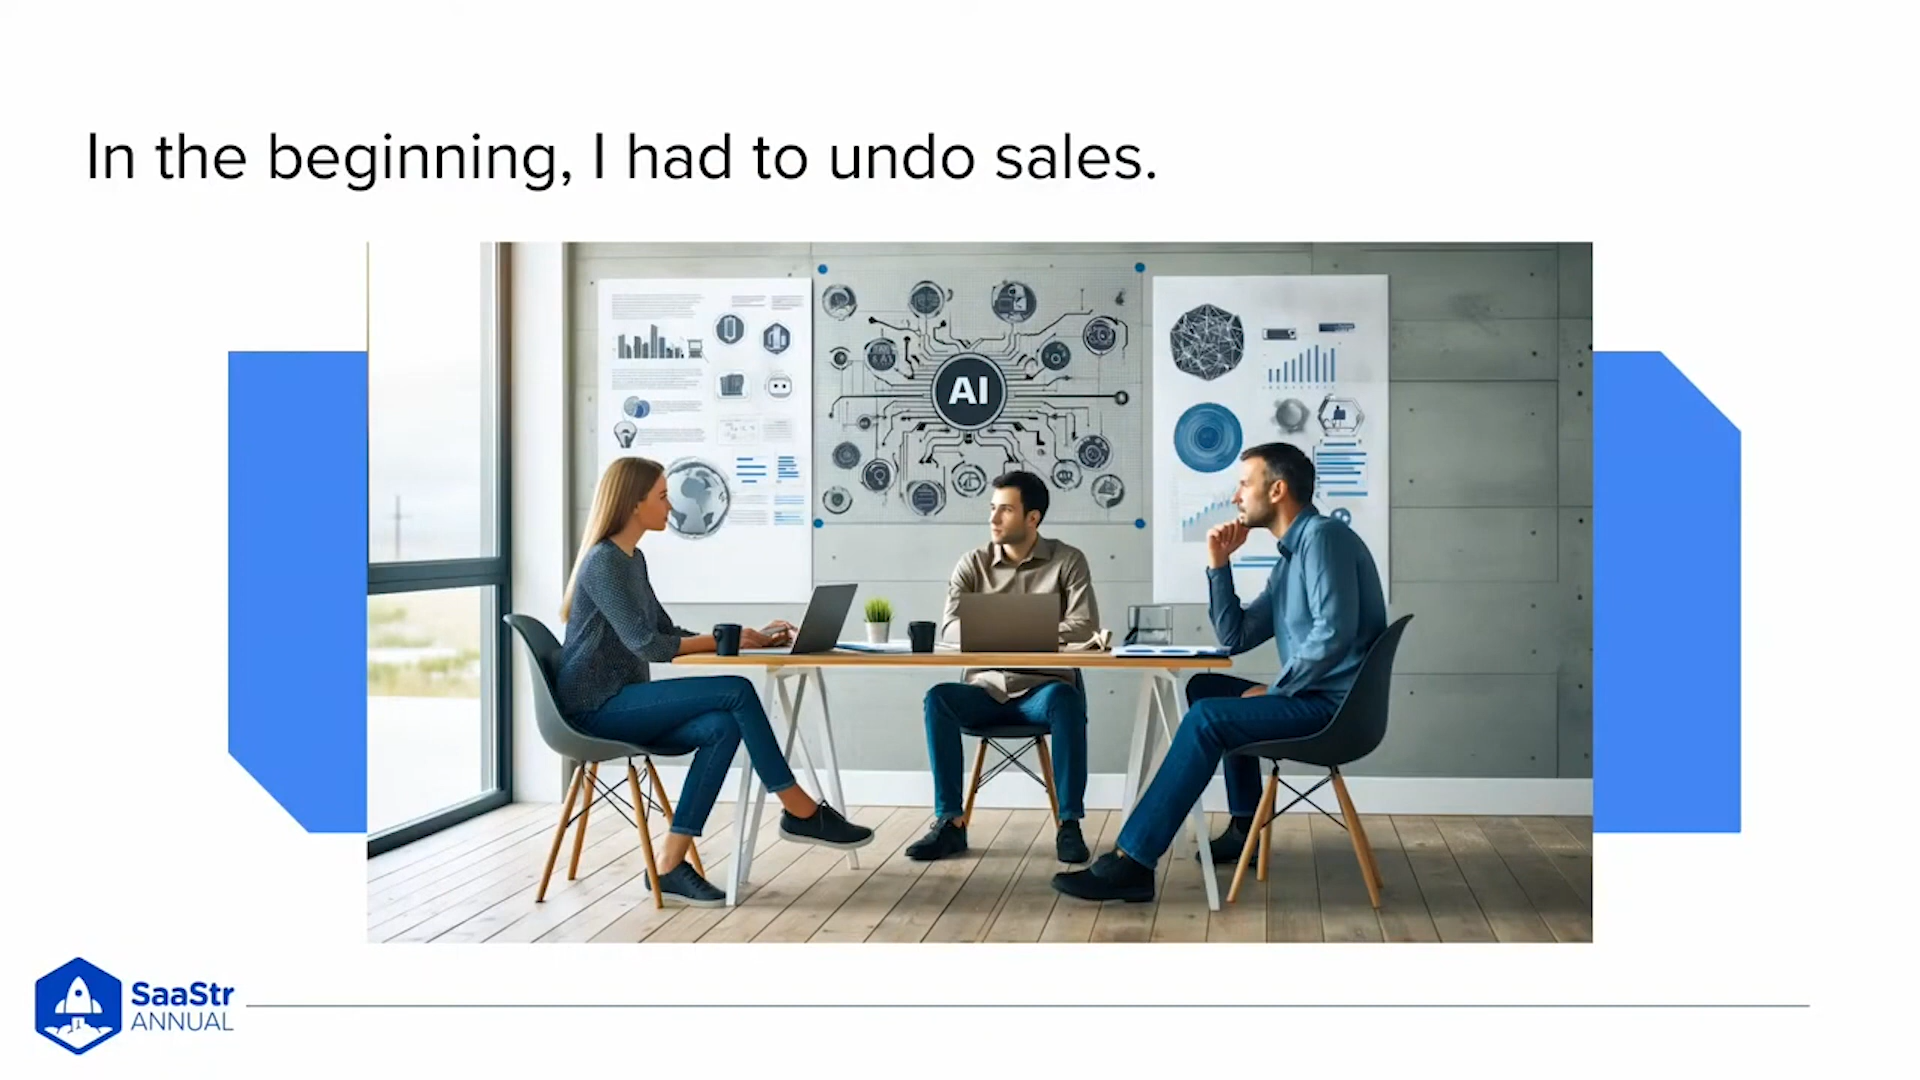 In the beginning, I had to undo sales.
AI
SaaStr
ANNUAL